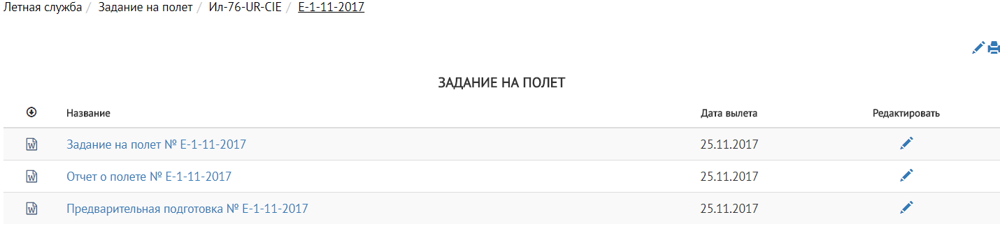 Летная служба / Задание на полет / Ил-76-UR-CIE / Е-1-11-2017
ЗАДАНИЕ НА ПОЛЕТ
Название Дата вылета Редактировать
Задание на полет № Е-1-11-2017 25.11.2017
Отчет о полете № Е-1-11-2017 25.11.2017
Предварительная подготовка № Е-1-11-2017 25.11.2017